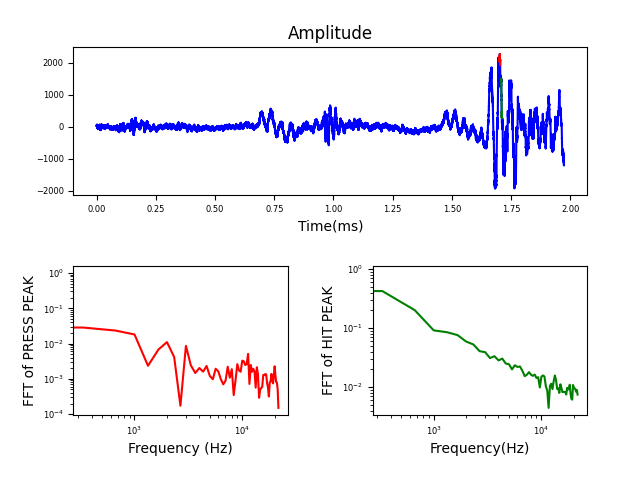 Amplitude
2000
1000
0
−1000
−2000
0.00 0.25 0.50 0.75 1.00 1.25 1.50 1.75 2.00
Time(ms)
FFT of PRESS PEAK
10⁰
10⁻¹
10⁻²
10⁻³
10⁻⁴
10³ 10⁴
Frequency (Hz)
FFT of HIT PEAK
10⁰
10⁻¹
10⁻²
10³ 10⁴
Frequency(Hz)